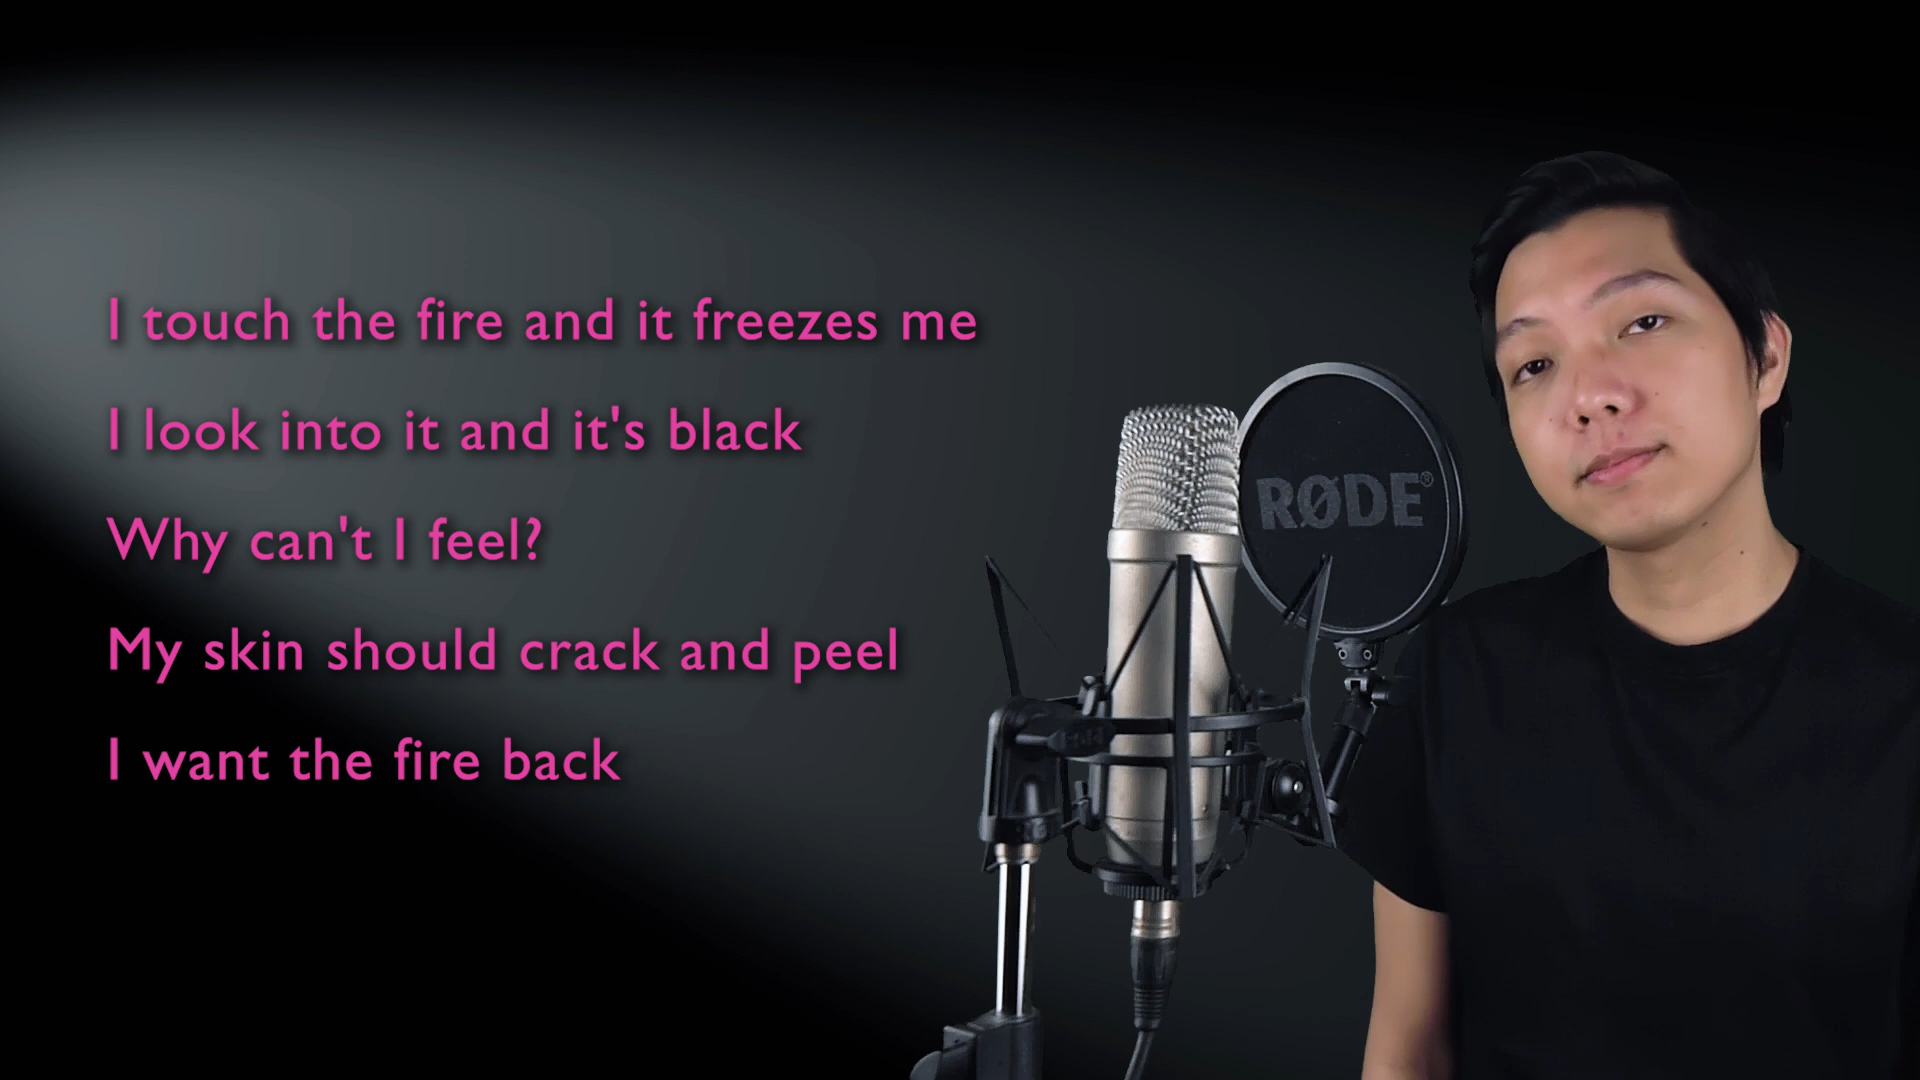 I touch the fire and it freezes me
I look into it and it's black
Why can't I feel?
My skin should crack and peel
I want the fire back
RØDE®